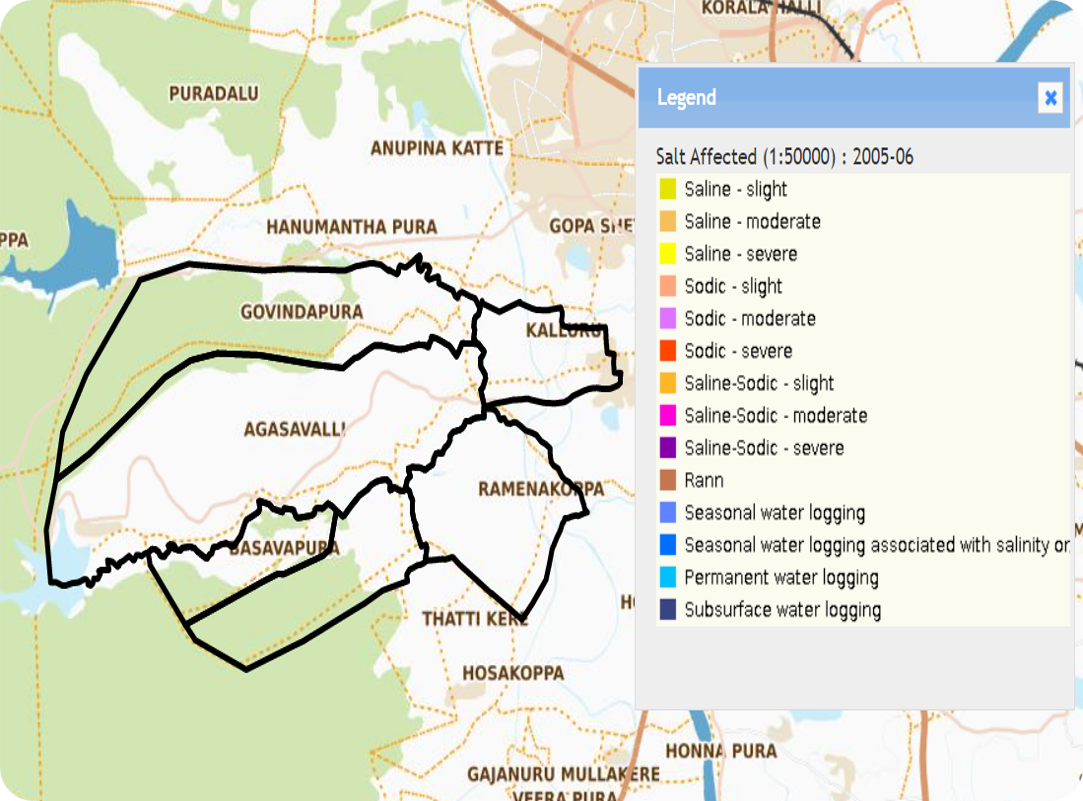 KORALA HALLI
PURADALU
ANUPINA KATTE
HANUMANTHA PURA
GOPA SHE
PPA
GOVINDAPURA
KALLURU
AGASAVALLI
RAMENAKOPPA
BASAVAPURA
THATTI KERE
HOSAKOPPA
HONNA PURA
GAJANURU MULLAKERE
VEERA PURA
Legend
Salt Affected (1:50000) : 2005-06
Saline - slight
Saline - moderate
Saline - severe
Sodic - slight
Sodic - moderate
Sodic - severe
Saline-Sodic - slight
Saline-Sodic - moderate
Saline-Sodic - severe
Rann
Seasonal water logging
Seasonal water logging associated with salinity or
Permanent water logging
Subsurface water logging